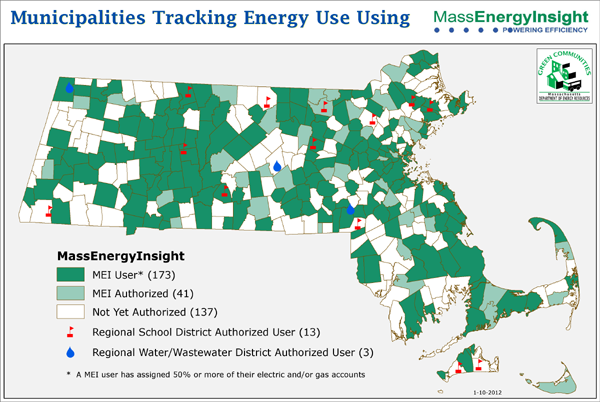 Municipalities Tracking Energy Use Using
MassEnergyInsight
POWERING EFFICIENCY
GREEN COMMUNITIES
Massachusetts
DEPARTMENT OF ENERGY RESOURCES
MassEnergyInsight
MEI User* (173)
MEI Authorized (41)
Not Yet Authorized (137)
Regional School District Authorized User (13)
Regional Water/Wastewater District Authorized User (3)
* A MEI user has assigned 50% or more of their electric and/or gas accounts
1-10-2012